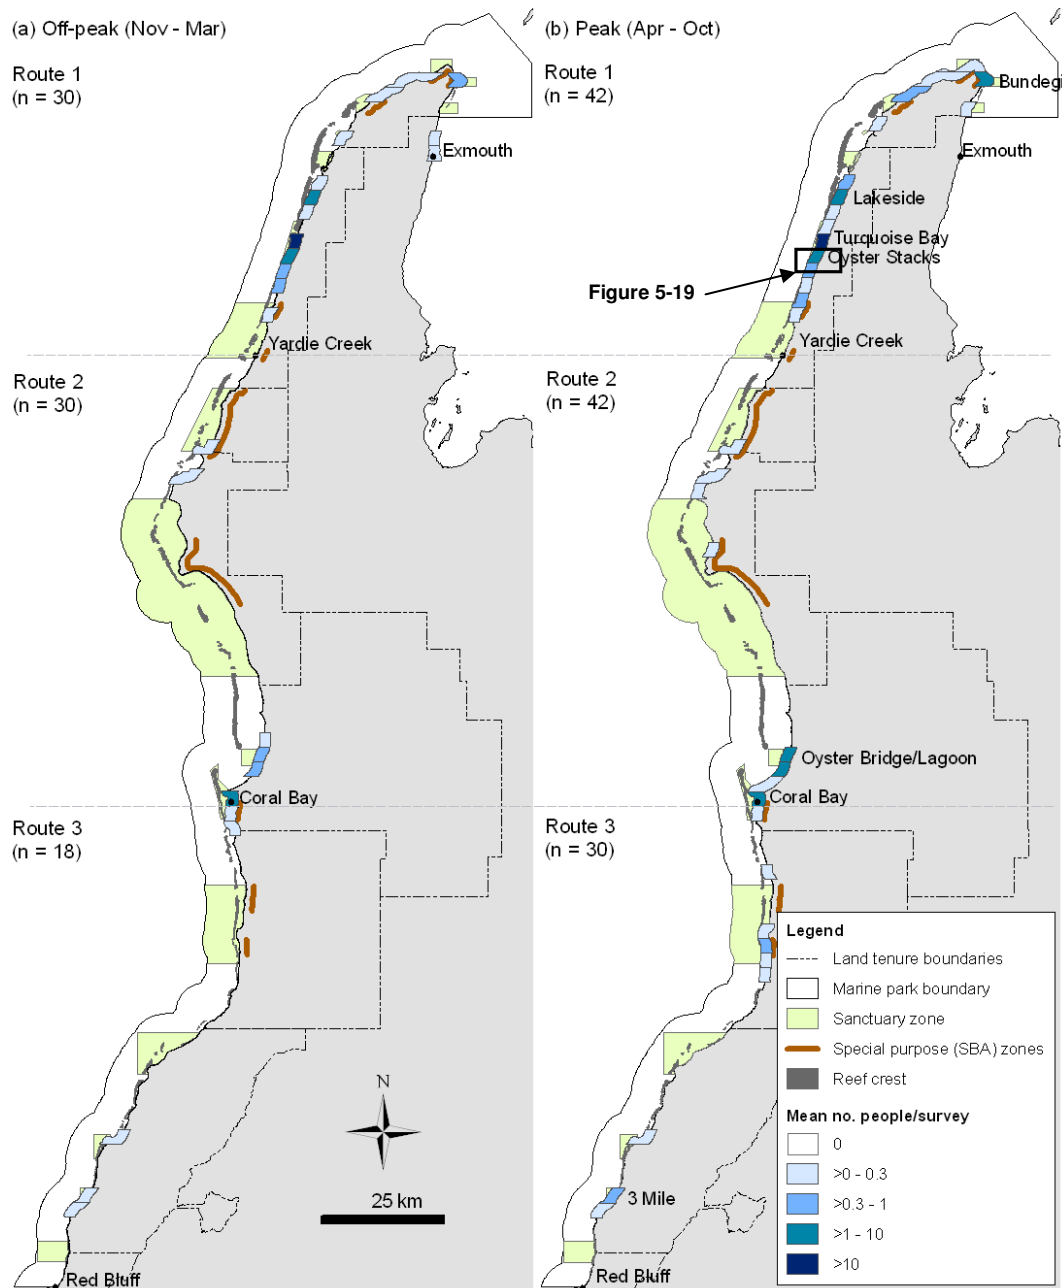 (a) Off-peak (Nov - Mar)
Route 1
(n = 30)
Exmouth
Yardie Creek
Route 2
(n = 30)
Coral Bay
Route 3
(n = 18)
N
25 km
Red Bluff
(b) Peak (Apr - Oct)
Route 1
(n = 42)
Bundegi
Exmouth
Lakeside
Turquoise Bay
Oyster Stacks
Figure 5-19
Yardie Creek
Route 2
(n = 42)
Oyster Bridge/Lagoon
Coral Bay
Route 3
(n = 30)
3 Mile
Red Bluff
Legend
Land tenure boundaries
Marine park boundary
Sanctuary zone
Special purpose (SBA) zones
Reef crest
Mean no. people/survey
0
>0 - 0.3
>0.3 - 1
>1 - 10
>10